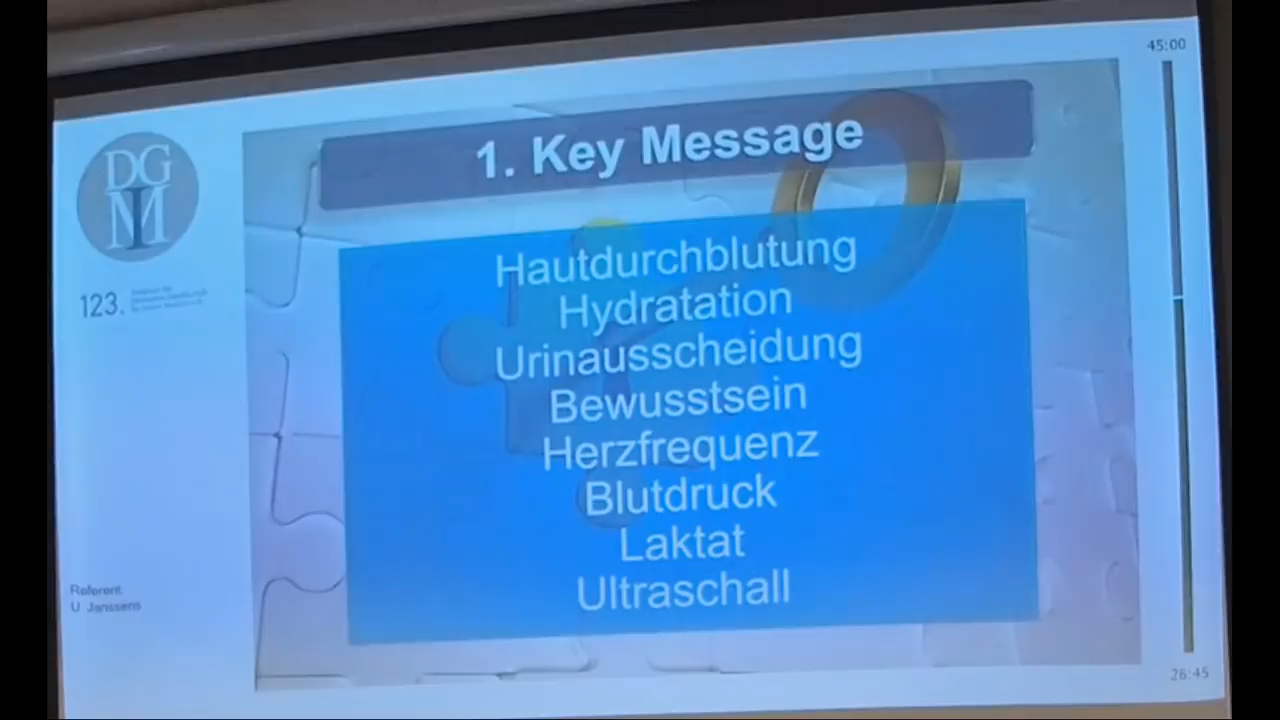 45:00
1. Key Message
DG
IM
123.
Hautdurchblutung
Hydratation
Urinausscheidung
Bewusstsein
Herzfrequenz
Blutdruck
Laktat
Ultraschall
Referent
U. Janssens
26:45